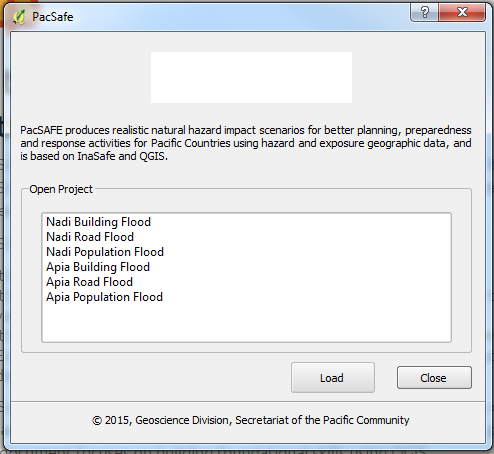 PacSafe
PacSAFE produces realistic natural hazard impact scenarios for better planning, preparedness
and response activities for Pacific Countries using hazard and exposure geographic data, and
is based on InaSafe and QGIS.
Open Project
Nadi Building Flood
Nadi Road Flood
Nadi Population Flood
Apia Building Flood
Apia Road Flood
Apia Population Flood
Load
Close
© 2015, Geoscience Division, Secretariat of the Pacific Community